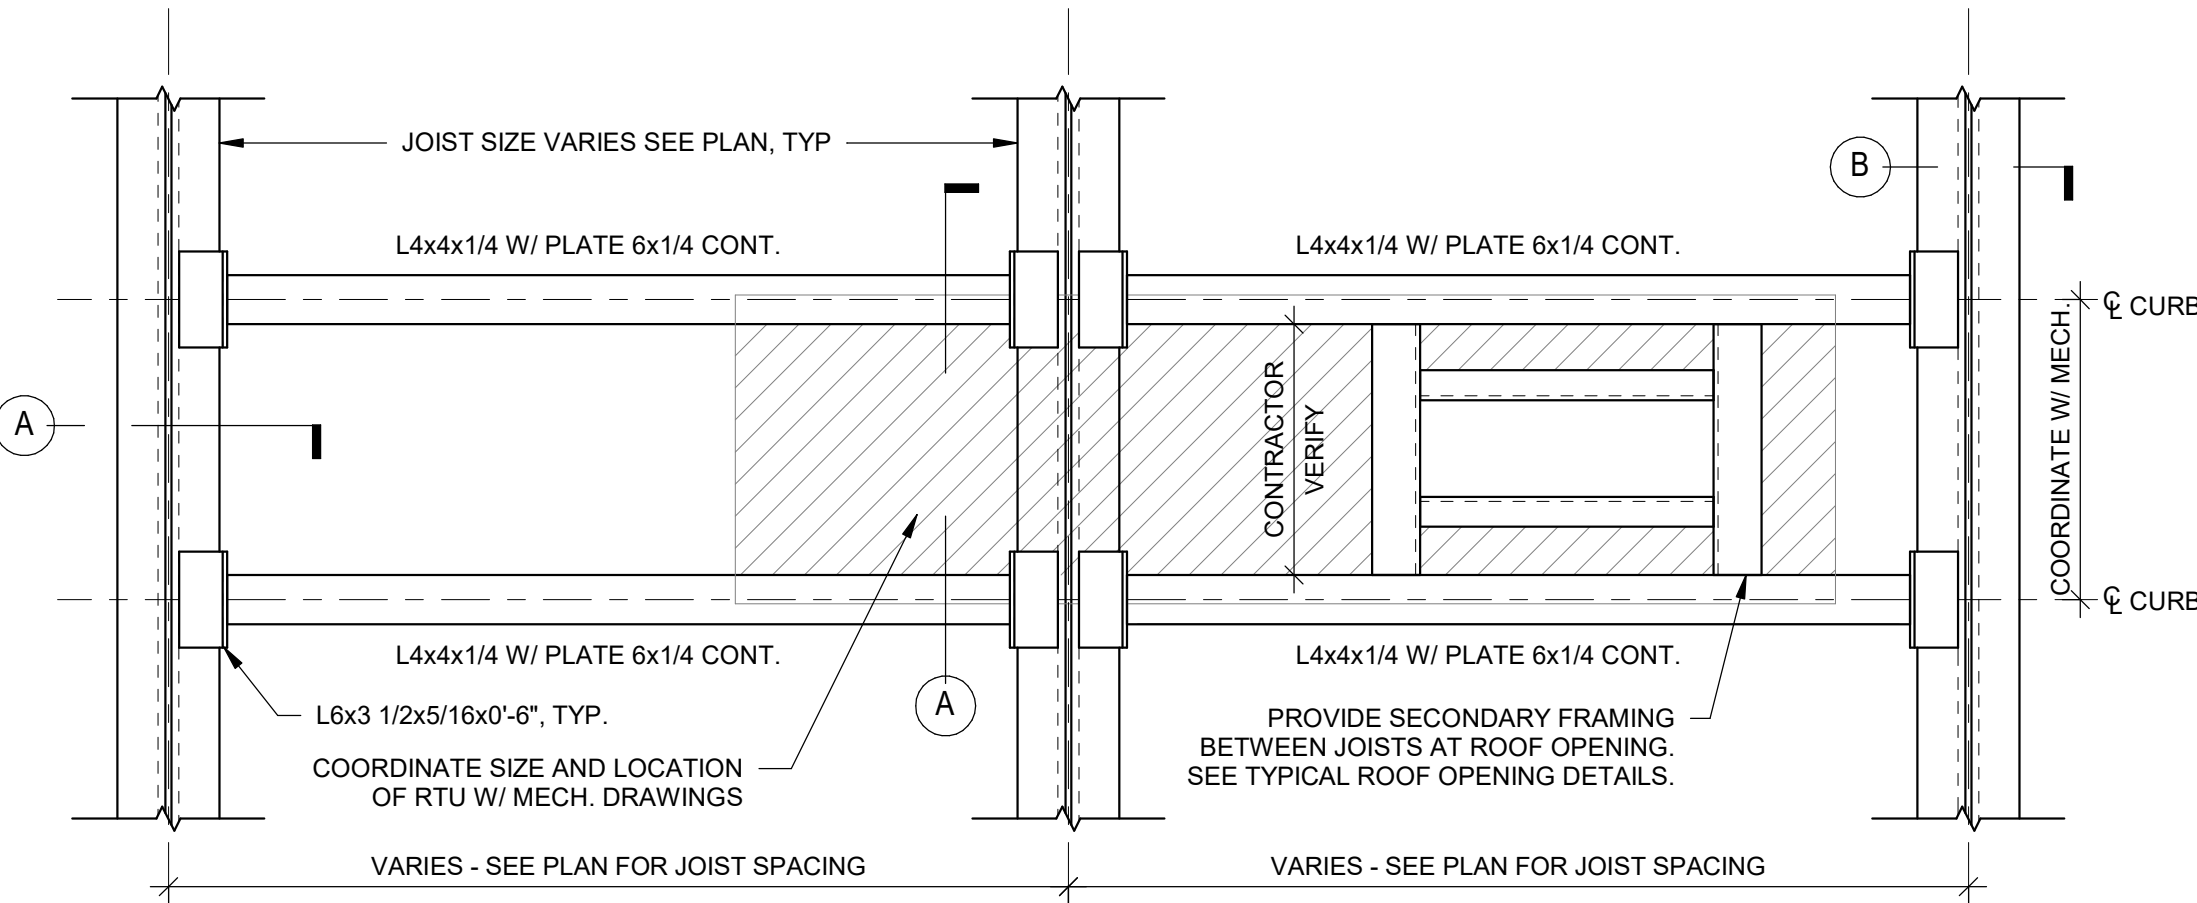 JOIST SIZE VARIES SEE PLAN, TYP
B
L4x4x1/4 W/ PLATE 6x1/4 CONT.
L4x4x1/4 W/ PLATE 6x1/4 CONT.
℄ CURB
CONTRACTOR
VERIFY
COORDINATE W/ MECH.
A
℄ CURB
L4x4x1/4 W/ PLATE 6x1/4 CONT.
L4x4x1/4 W/ PLATE 6x1/4 CONT.
L6x3 1/2x5/16x0'-6", TYP.
A
COORDINATE SIZE AND LOCATION
OF RTU W/ MECH. DRAWINGS
PROVIDE SECONDARY FRAMING
BETWEEN JOISTS AT ROOF OPENING.
SEE TYPICAL ROOF OPENING DETAILS.
VARIES - SEE PLAN FOR JOIST SPACING
VARIES - SEE PLAN FOR JOIST SPACING